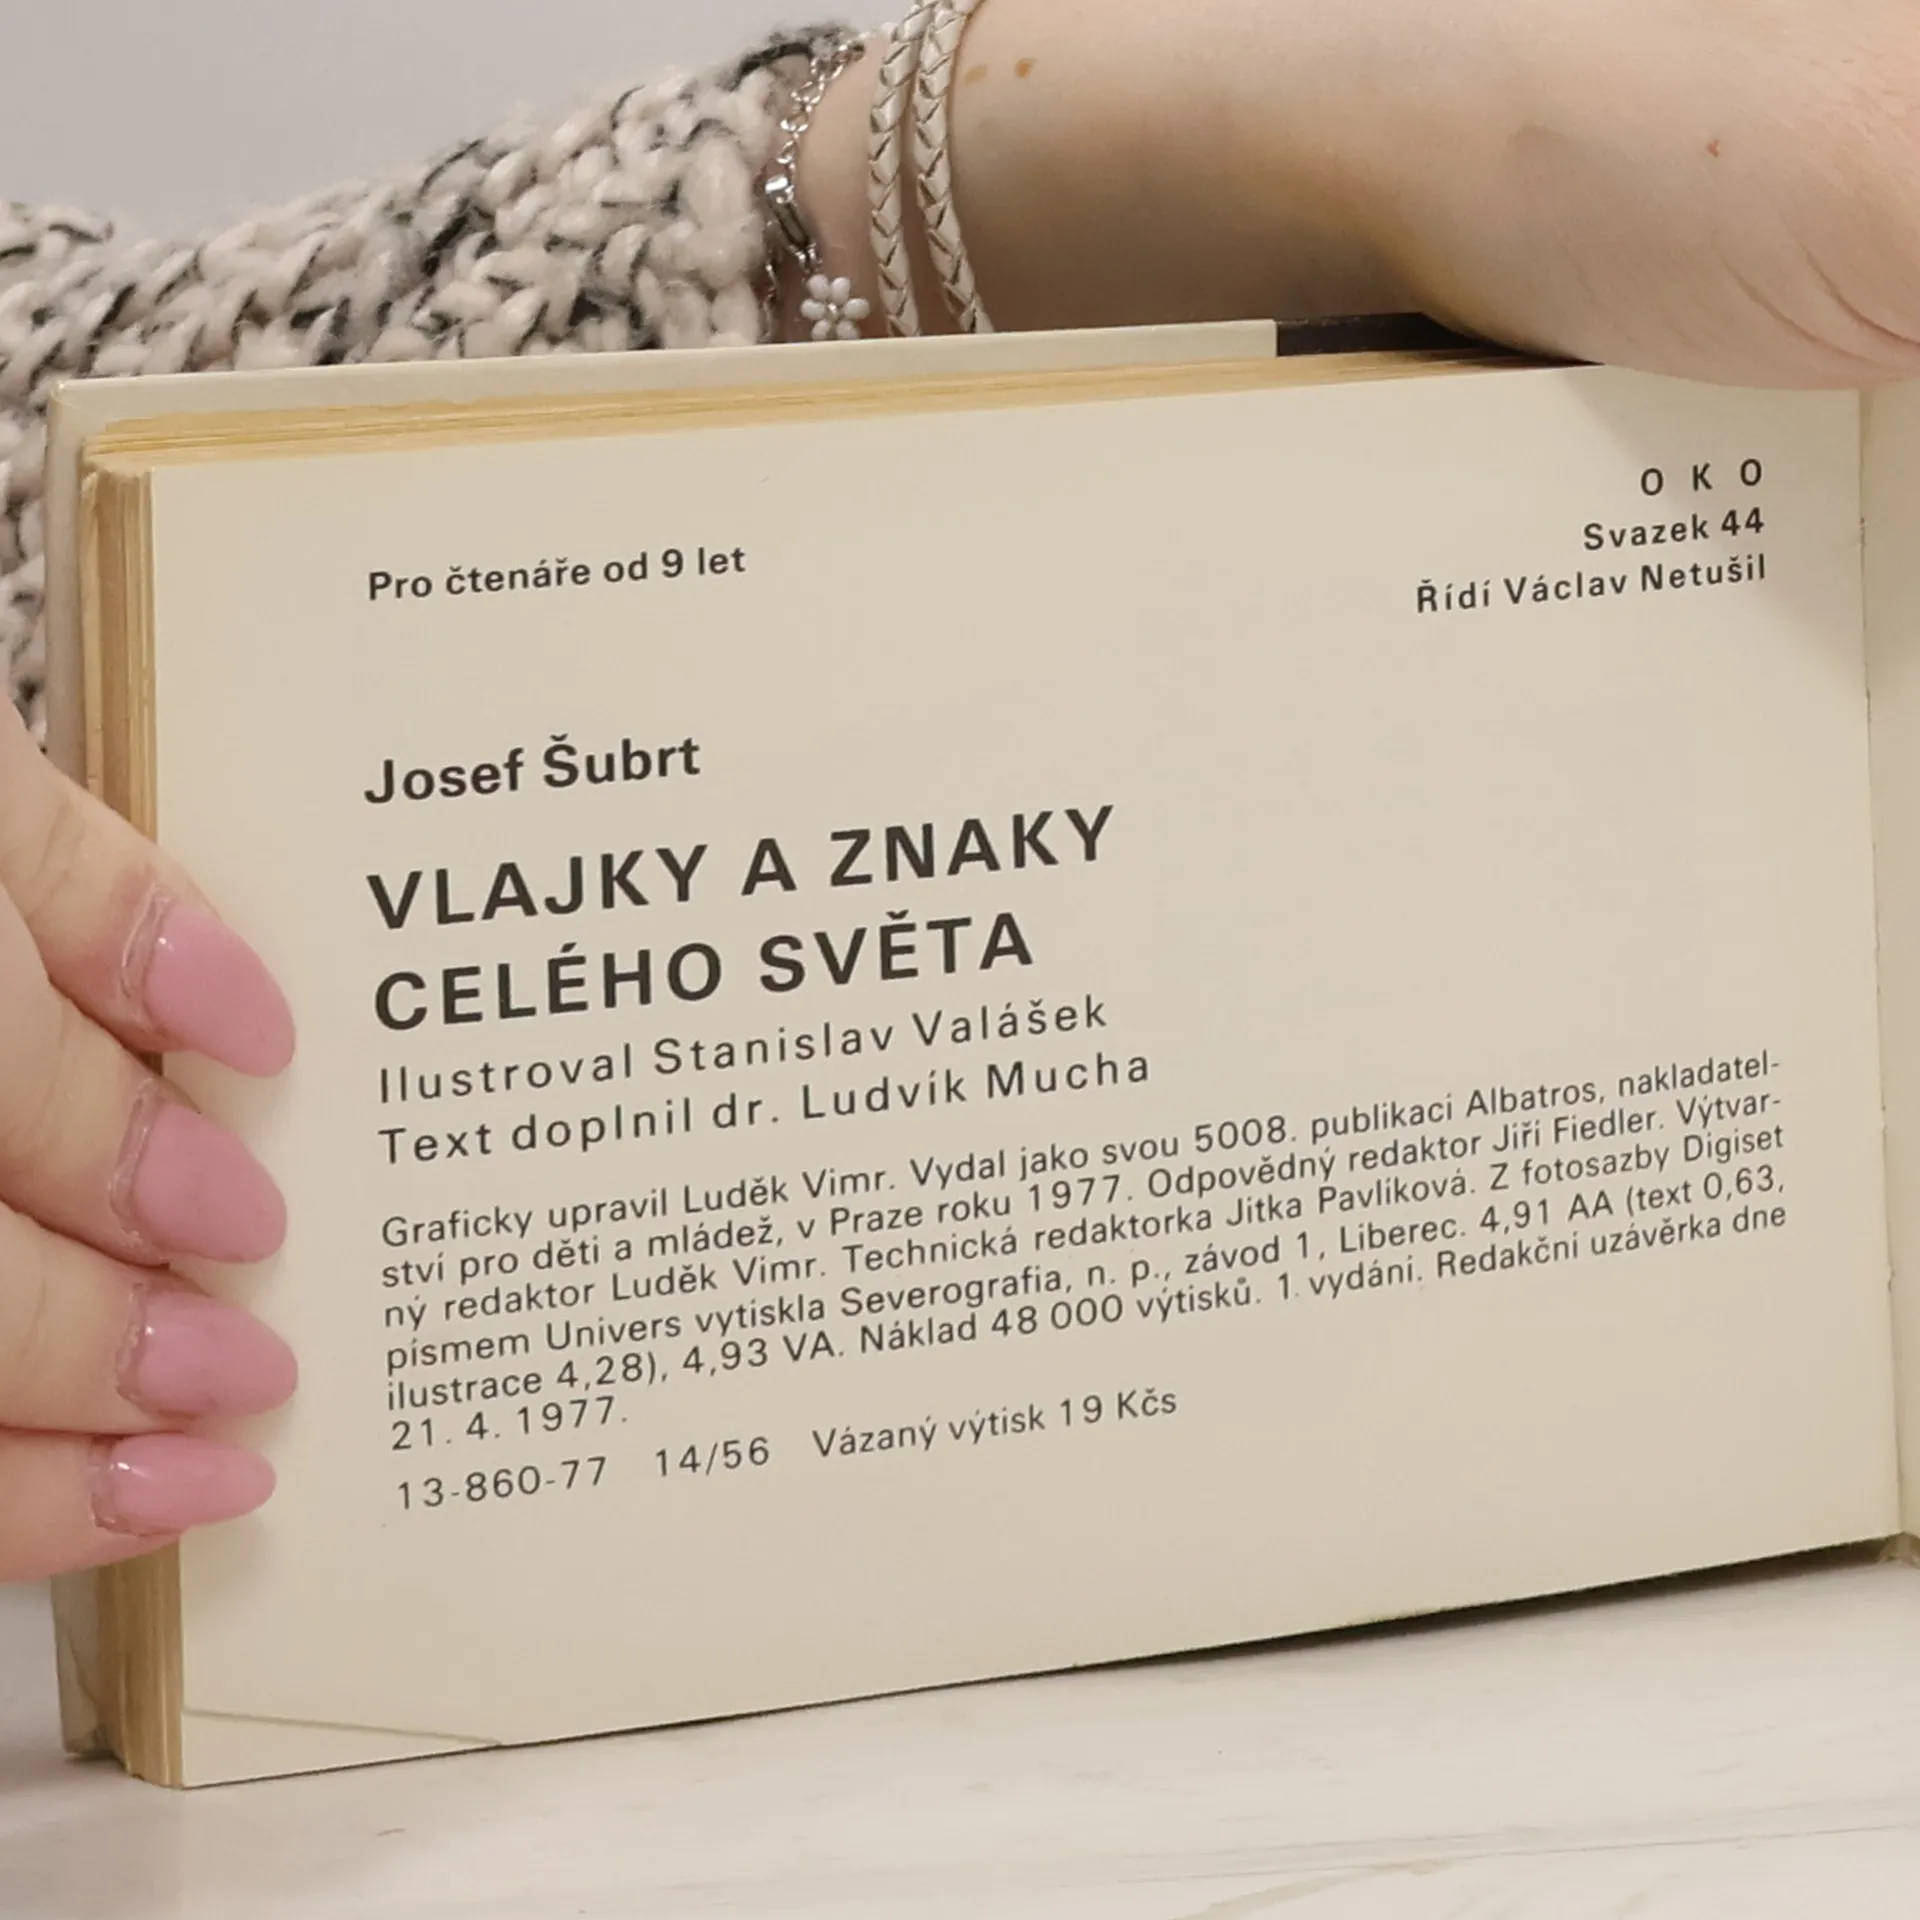 Pro čtenáře od 9 let
O K O
Svazek 44
Řídí Václav Netušil
Josef Šubrt
VLAJKY A ZNAKY
CELÉHO SVĚTA
Ilustroval Stanislav Valášek
Text doplnil dr. Ludvík Mucha
Graficky upravil Luděk Vimr. Vydal jako svou 5008. publikaci Albatros, nakladatel-
ství pro děti a mládež, v Praze roku 1977. Odpovědný redaktor Jiří Fiedler. Výtvar-
ný redaktor Luděk Vimr. Technická redaktorka Jitka Pavlíková. Z fotosazby Digiset
písmem Univers vytiskla Severografia, n. p., závod 1, Liberec. 4,91 AA (text 0,63,
ilustrace 4,28), 4,93 VA. Náklad 48 000 výtisků. 1. vydání. Redakční uzávěrka dne
21. 4. 1977.
13-860-77 14/56 Vázaný výtisk 19 Kčs